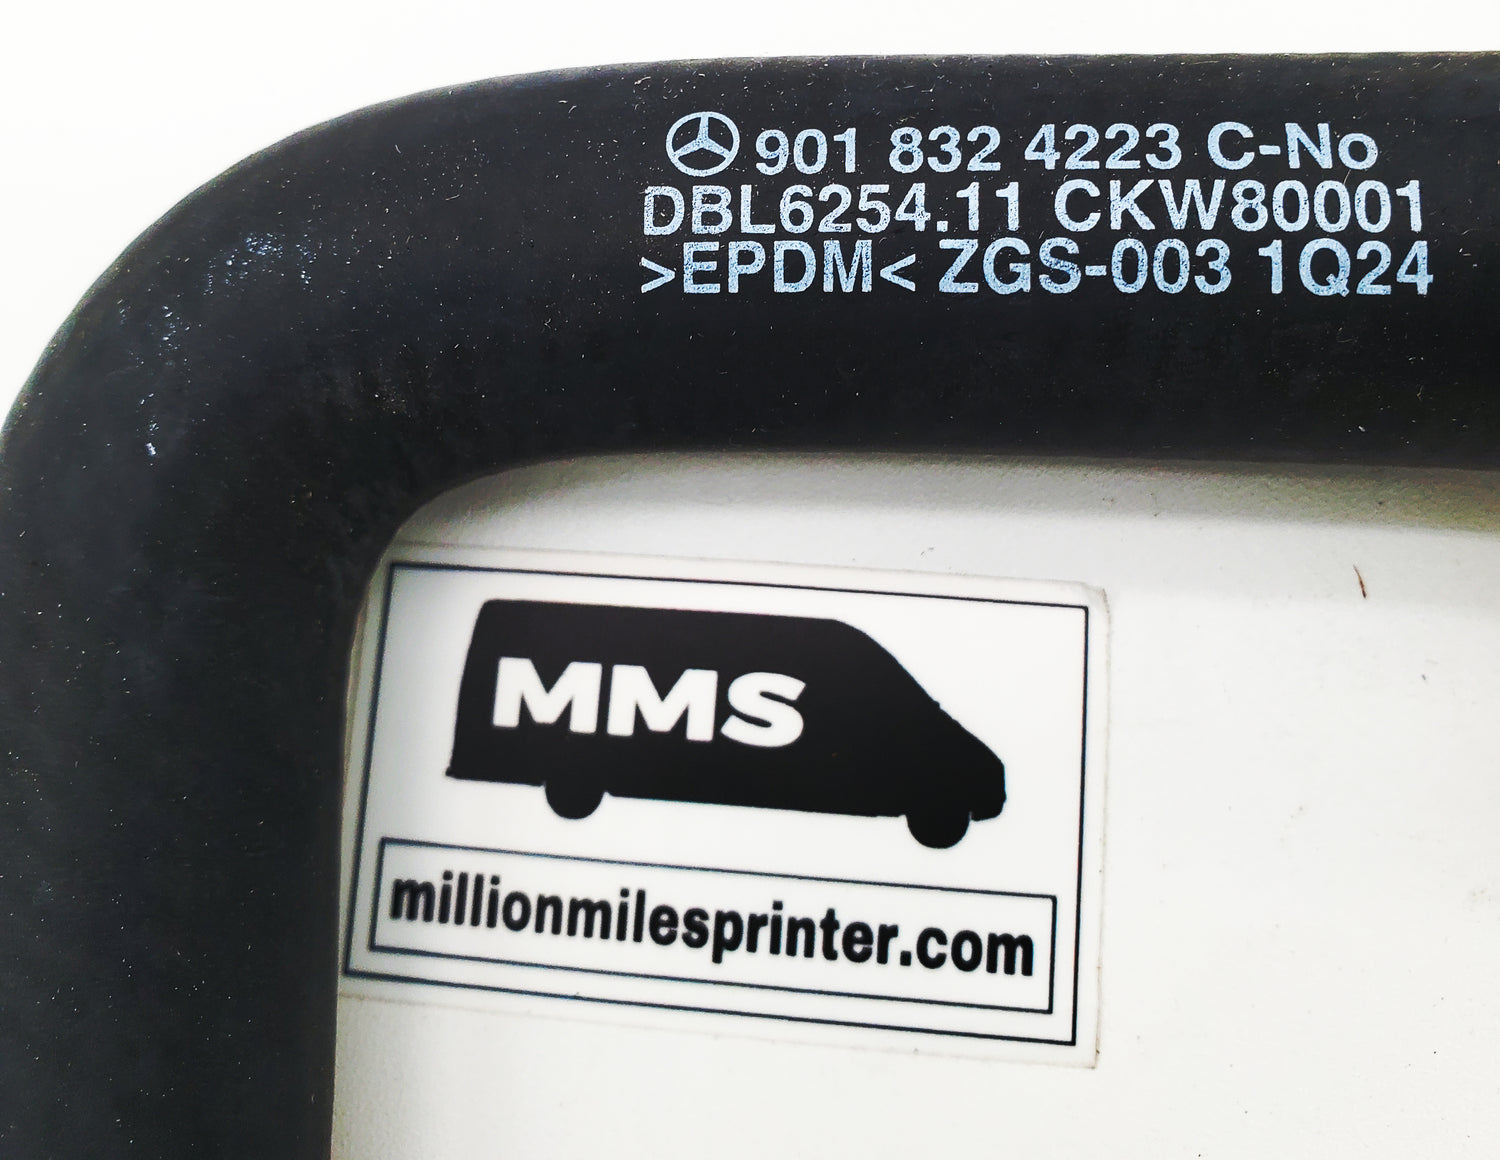 901 832 4223 C-No
DBL6254.11 CKW80001
>EPDM< ZGS-003 1Q24
MMS
millionmilesprinter.com